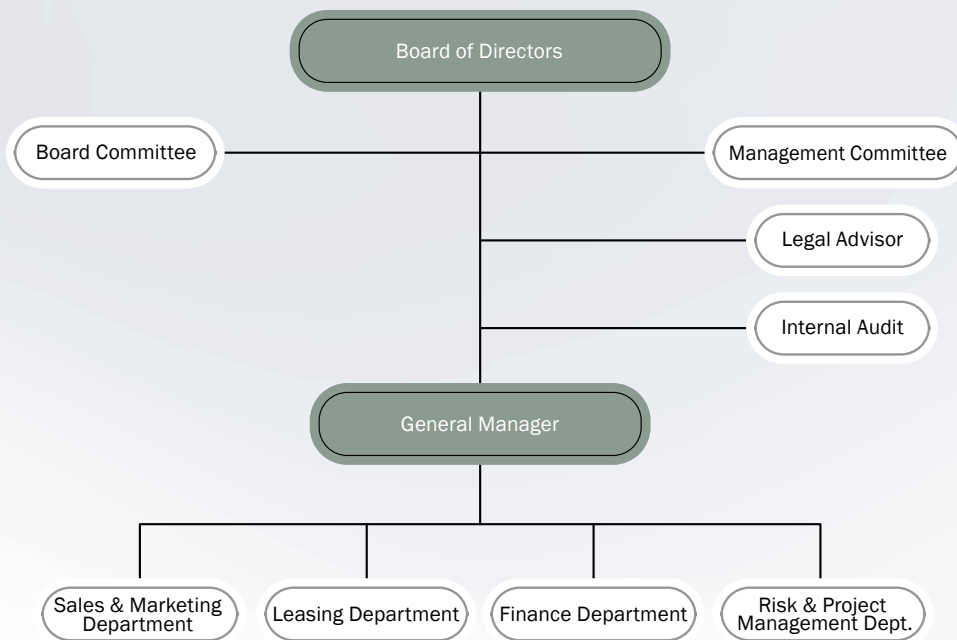 Board of Directors
Board Committee
Management Committee
Legal Advisor
Internal Audit
General Manager
Sales & Marketing
Department
Leasing Department
Finance Department
Risk & Project
Management Dept.